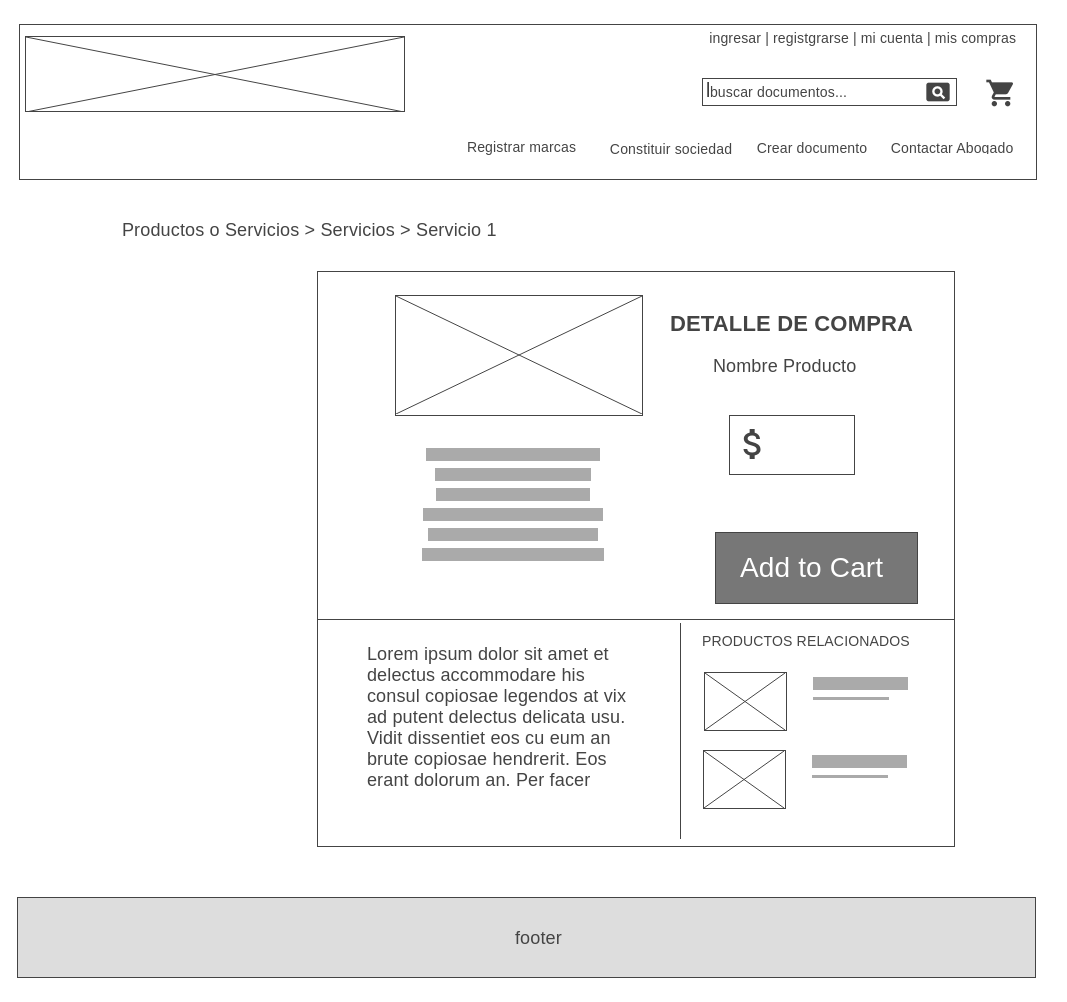 ingresar | registgrarse | mi cuenta | mis compras
buscar documentos...
Registrar marcas Constituir sociedad Crear documento Contactar Abogado
Productos o Servicios > Servicios > Servicio 1
DETALLE DE COMPRA
Nombre Producto
$
Add to Cart
Lorem ipsum dolor sit amet et
delectus accommodare his
consul copiosae legendos at vix
ad putent delectus delicata usu.
Vidit dissentiet eos cu eum an
brute copiosae hendrerit. Eos
erant dolorum an. Per facer
PRODUCTOS RELACIONADOS
footer